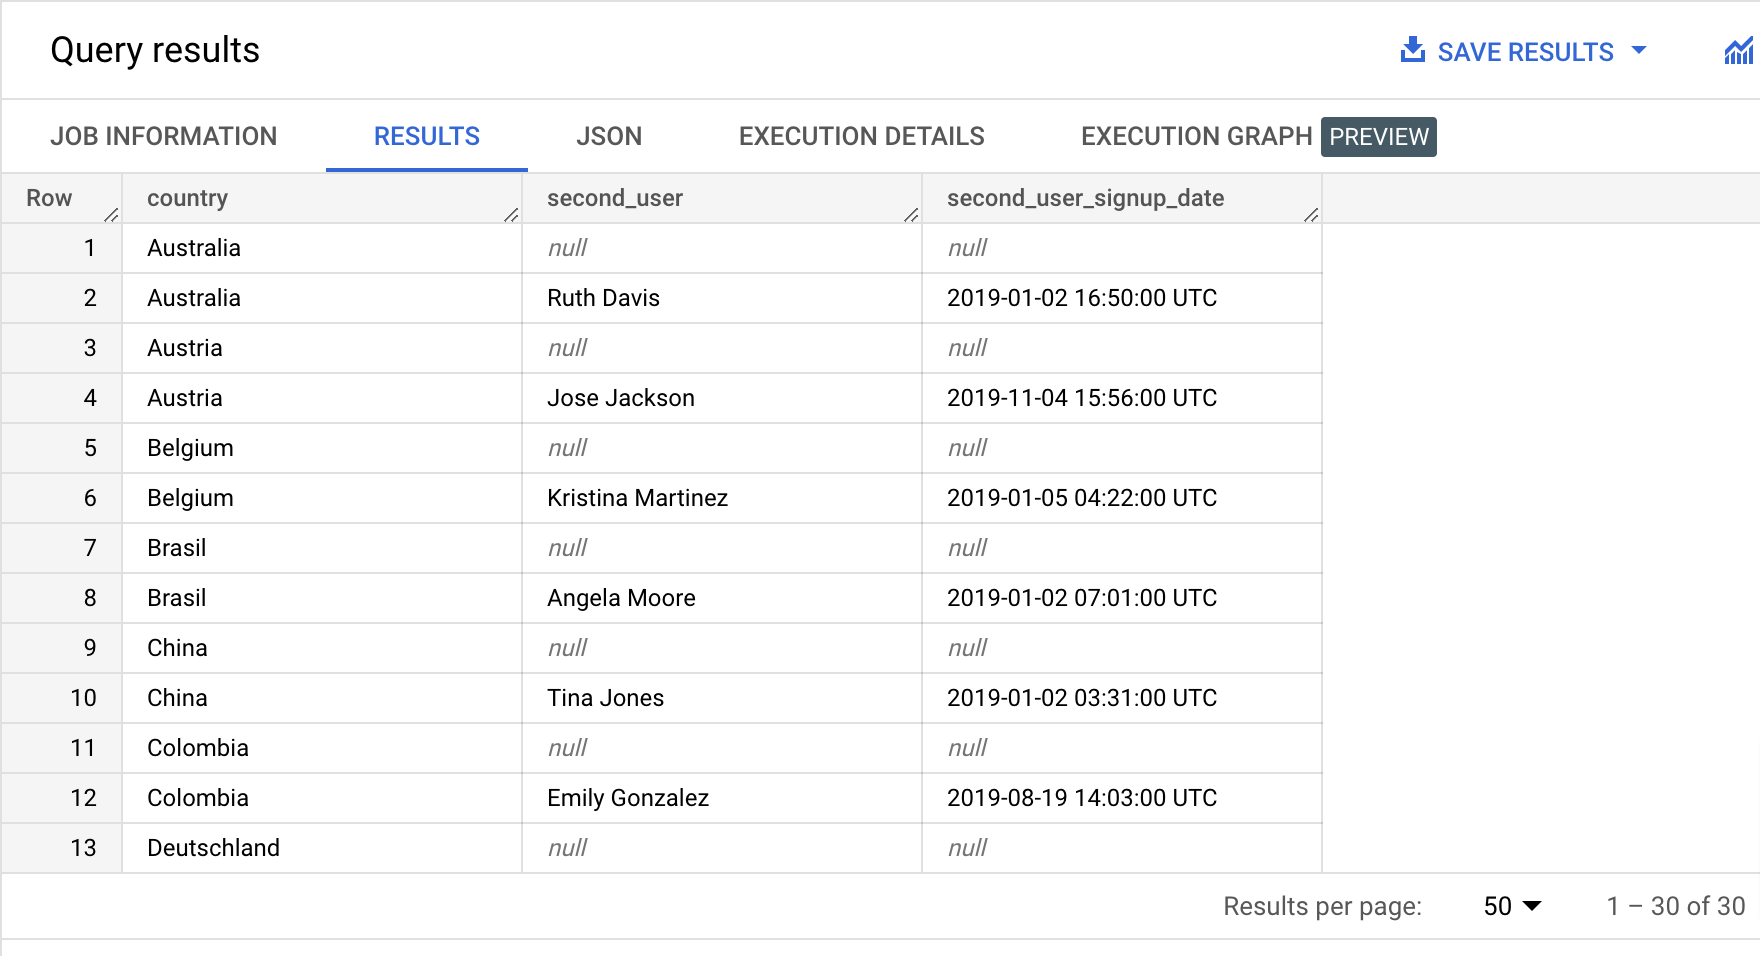 Query results SAVE RESULTS
JOB INFORMATION RESULTS JSON EXECUTION DETAILS EXECUTION GRAPH PREVIEW
Row country second_user second_user_signup_date
1 Australia null null
2 Australia Ruth Davis 2019-01-02 16:50:00 UTC
3 Austria null null
4 Austria Jose Jackson 2019-11-04 15:56:00 UTC
5 Belgium null null
6 Belgium Kristina Martinez 2019-01-05 04:22:00 UTC
7 Brasil null null
8 Brasil Angela Moore 2019-01-02 07:01:00 UTC
9 China null null
10 China Tina Jones 2019-01-02 03:31:00 UTC
11 Colombia null null
12 Colombia Emily Gonzalez 2019-08-19 14:03:00 UTC
13 Deutschland null null
Results per page: 50 1 – 30 of 30